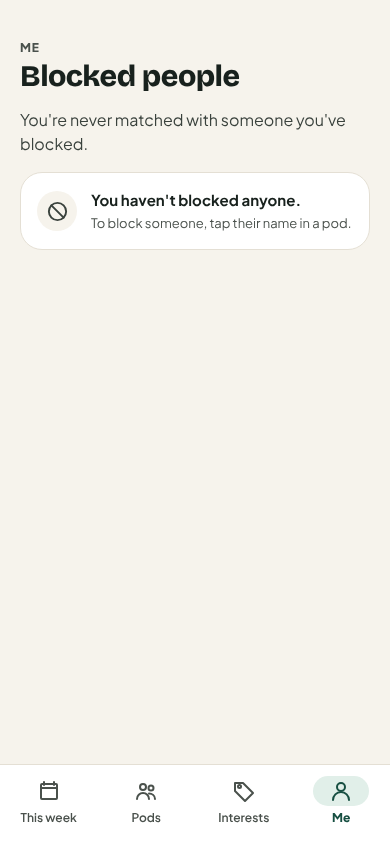 ME
Blocked people
You're never matched with someone you've
blocked.
You haven't blocked anyone.
To block someone, tap their name in a pod.
This week
Pods
Interests
Me